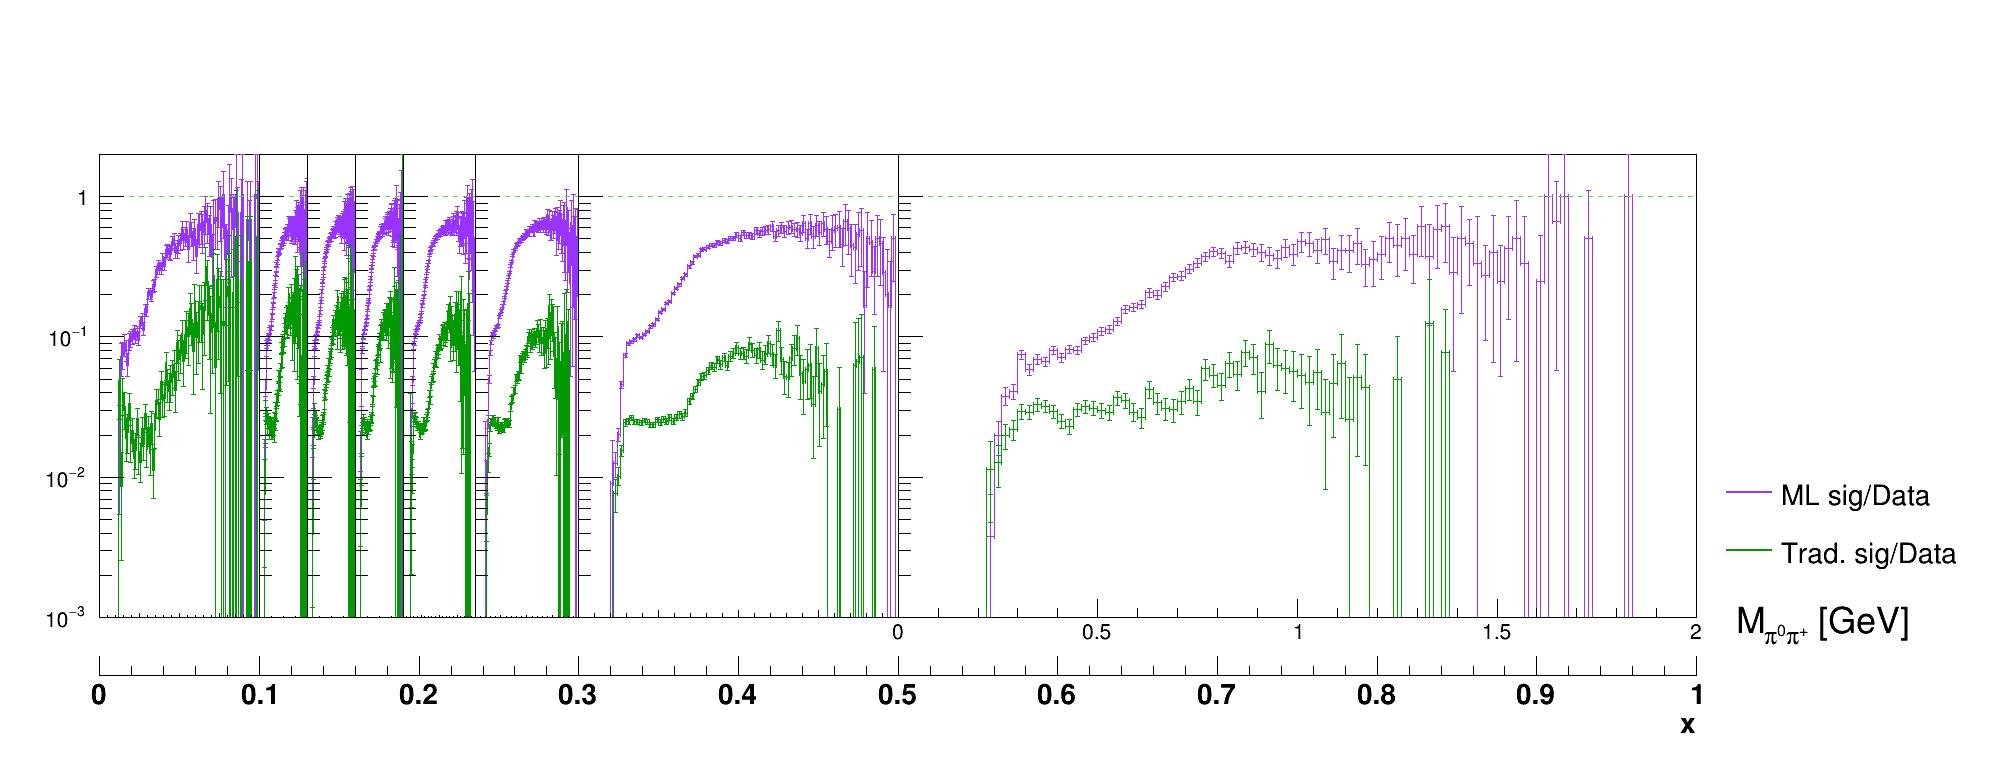 1
10⁻¹
10⁻²
10⁻³
ML sig/Data
Trad. sig/Data
0 0.5 1 1.5 2
M_π⁰π⁺ [GeV]
0 0.1 0.2 0.3 0.4 0.5 0.6 0.7 0.8 0.9 1
x